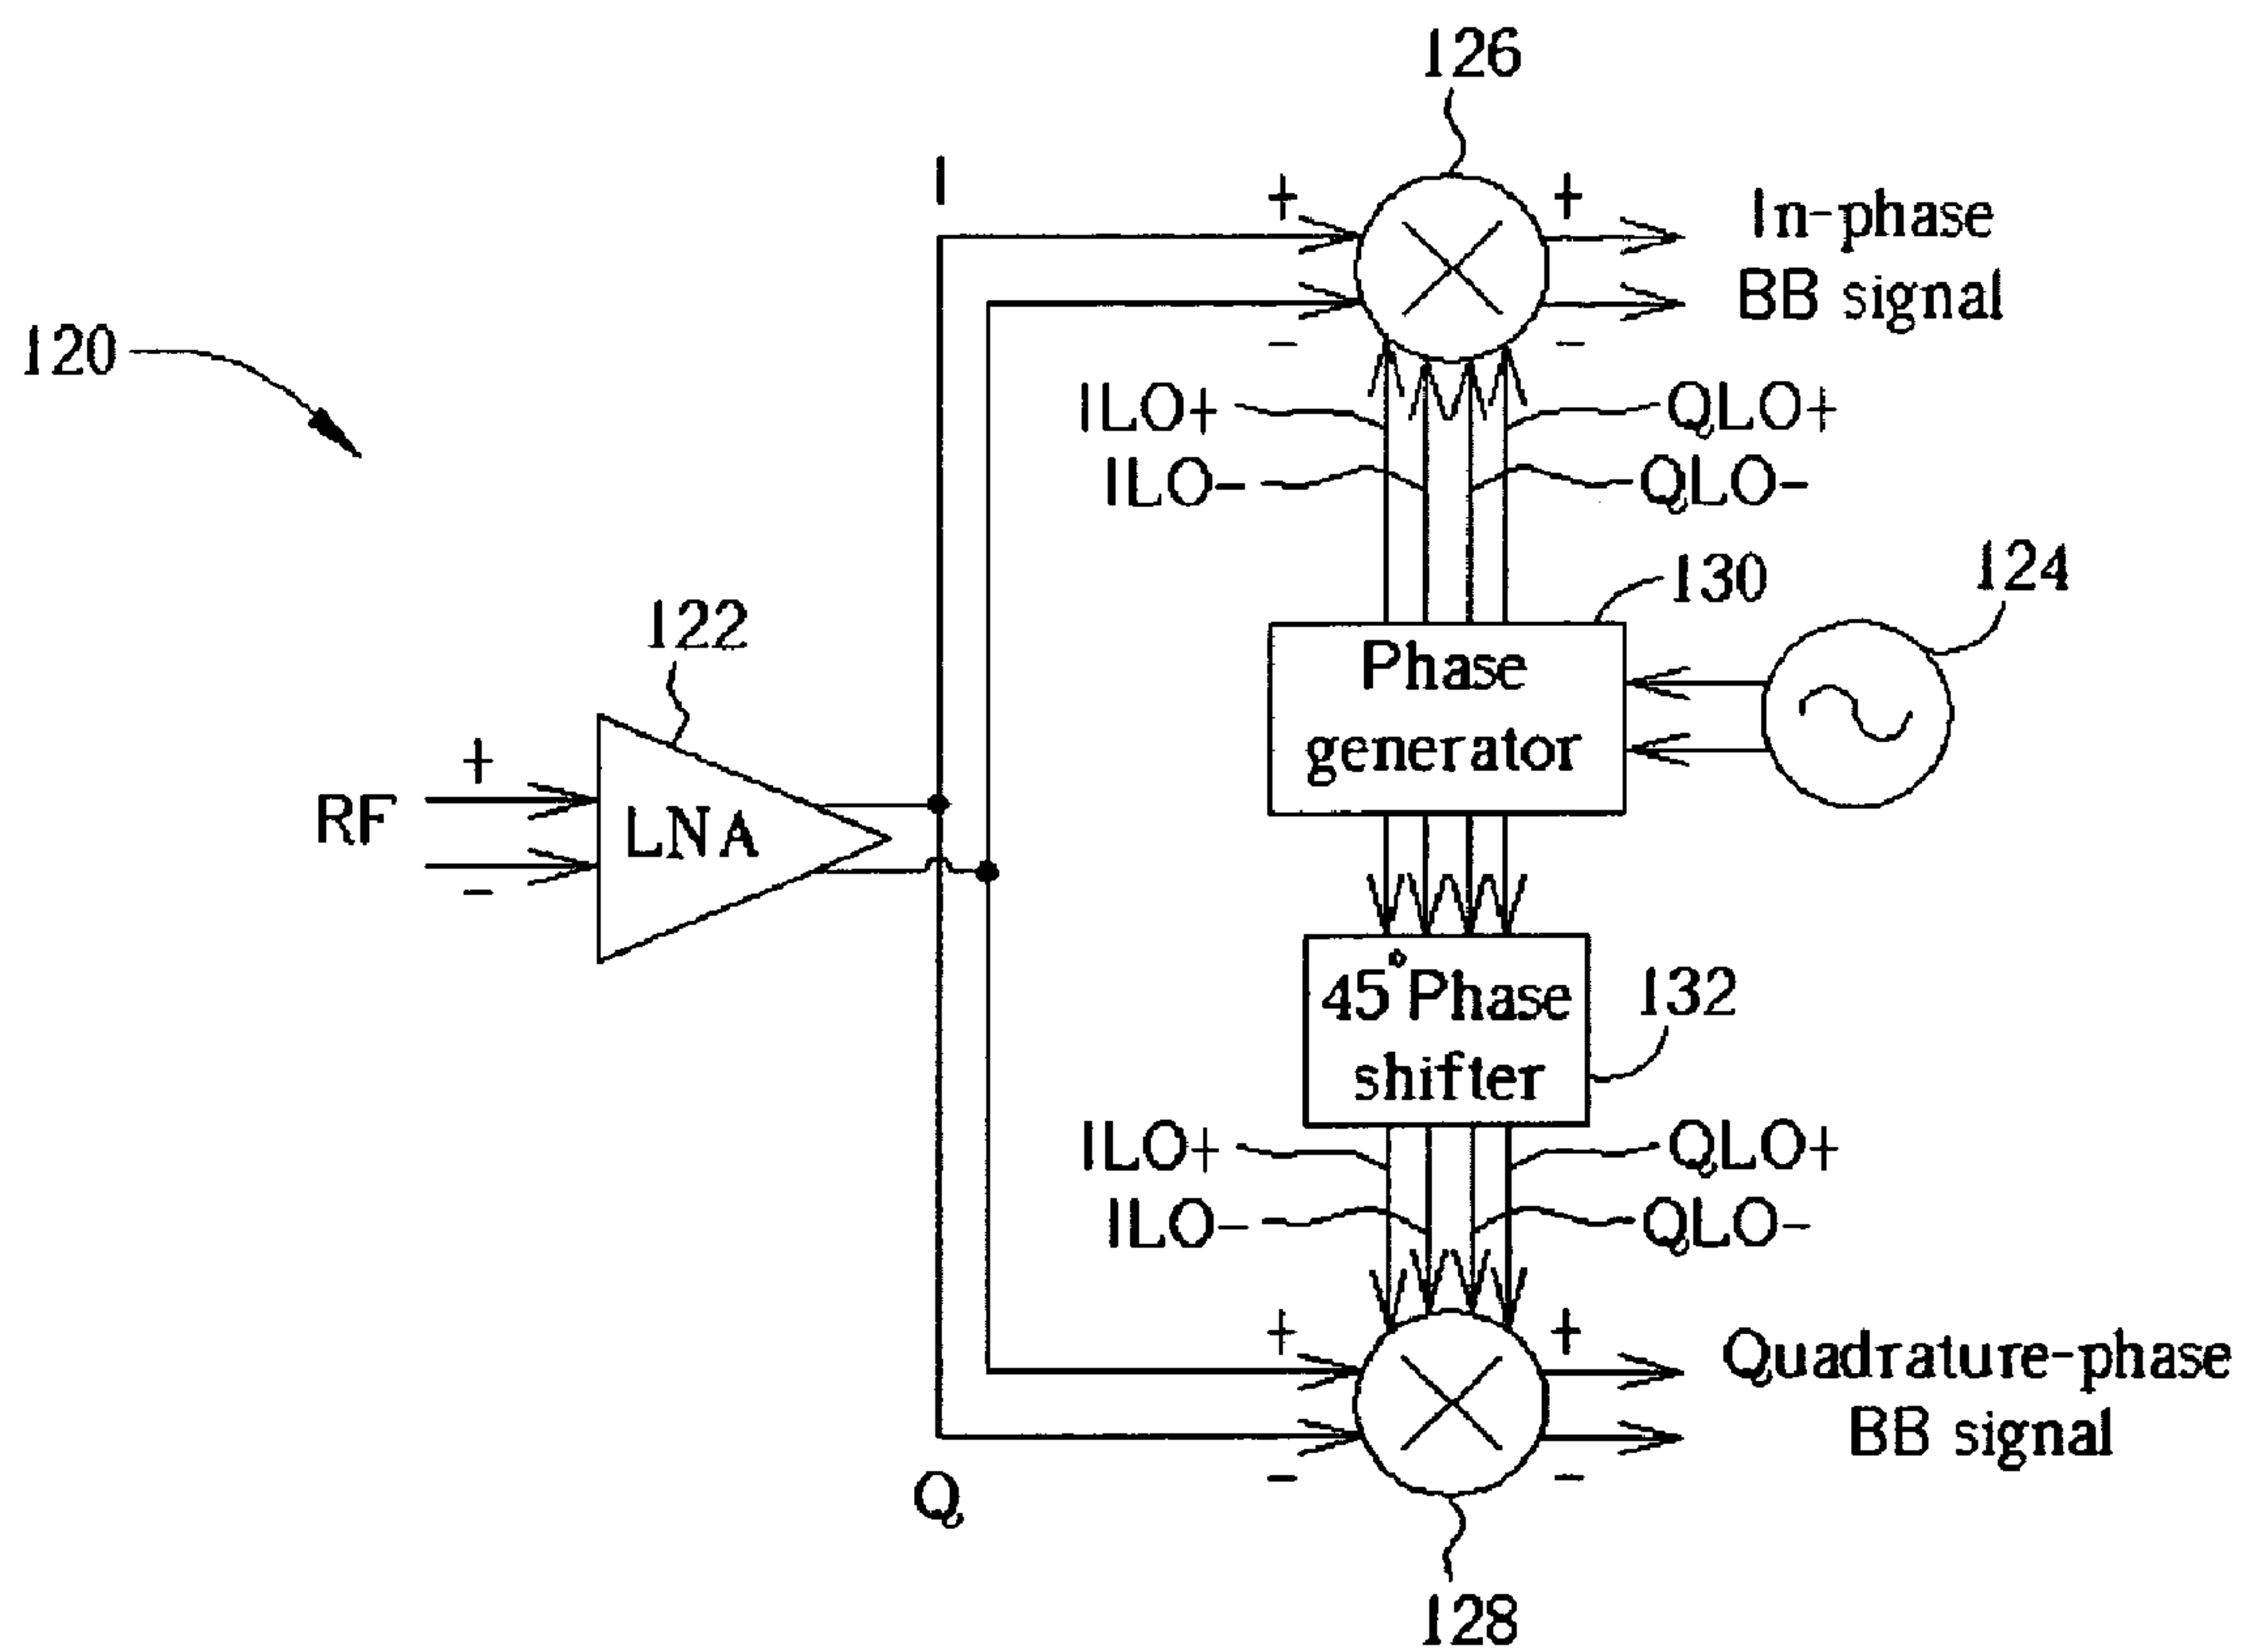 126
I
+
+
In-phase
BB signal
-
-
120
ILO+
QLO+
ILO-
QLO-
130
124
122
Phase
generator
+
RF
LNA
-
45°Phase
shifter
132
ILO+
QLO+
ILO-
QLO-
+
+
Quadrature-phase
BB signal
-
-
Q
128